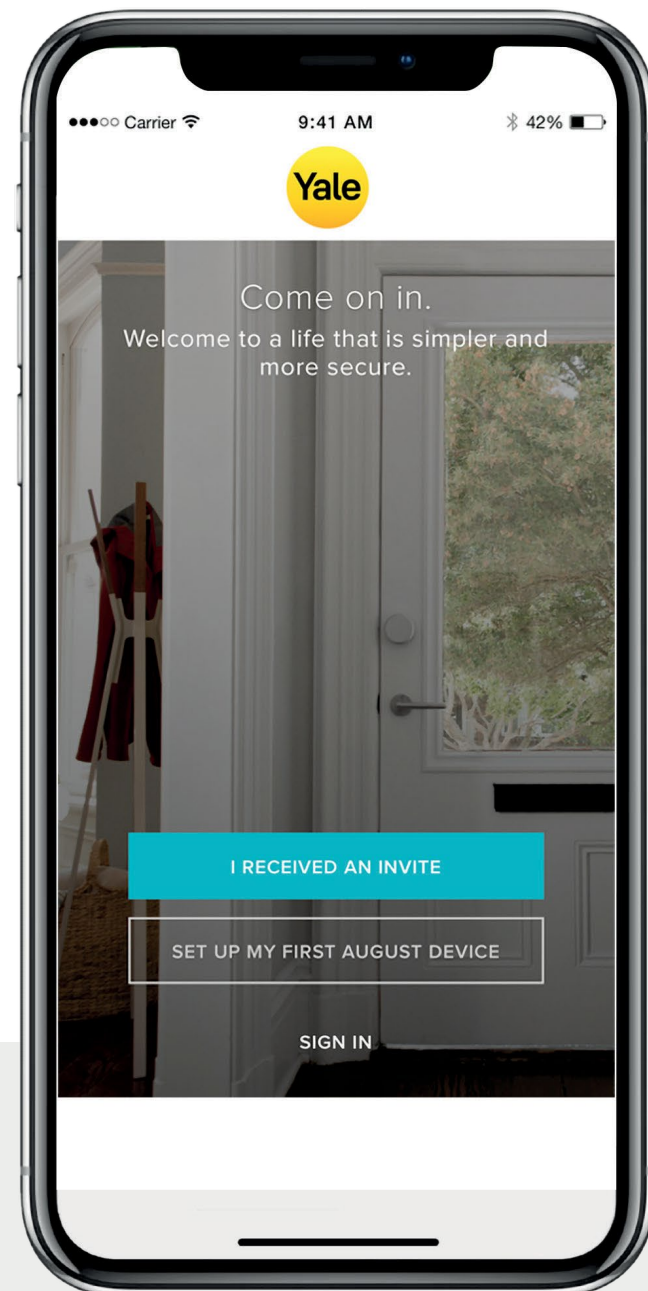 Carrier 9:41 AM 42%
Yale
Come on in.
Welcome to a life that is simpler and
more secure.
I RECEIVED AN INVITE
SET UP MY FIRST AUGUST DEVICE
SIGN IN